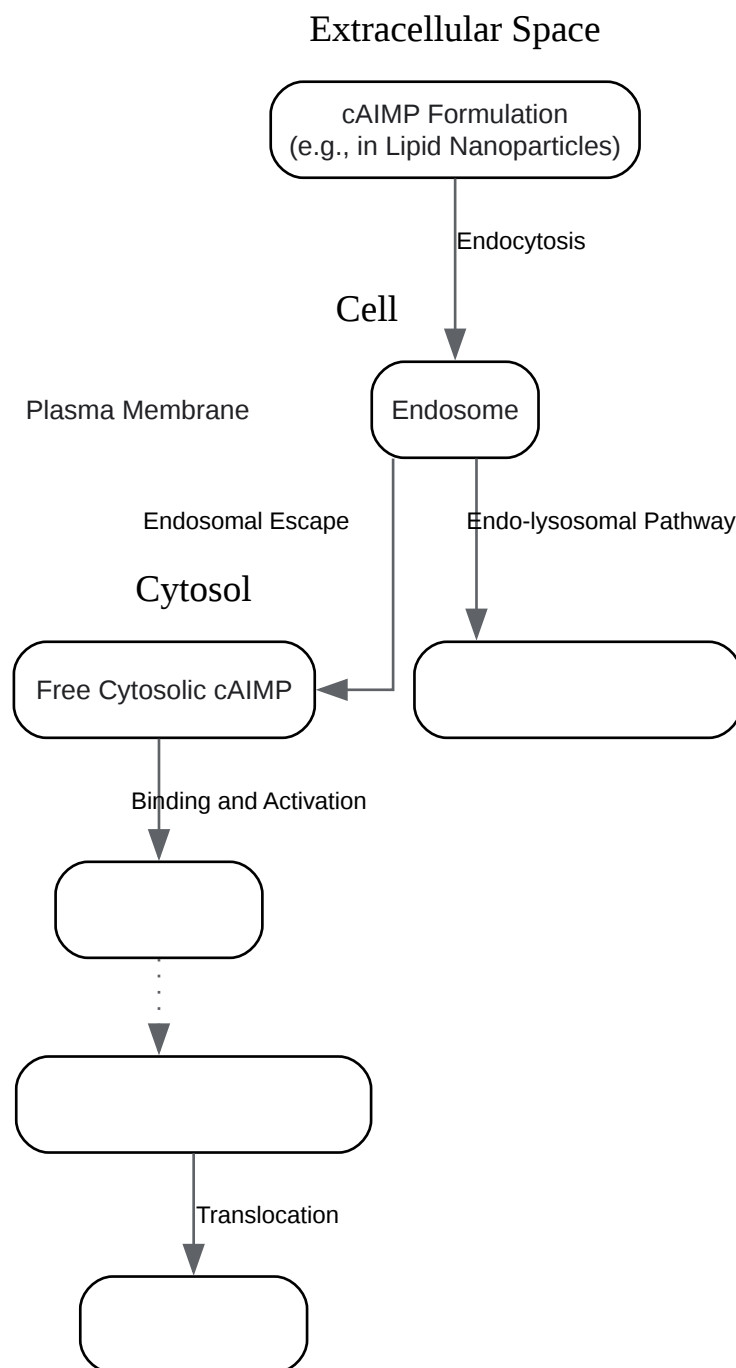 Extracellular Space
cAIMP Formulation
(e.g., in Lipid Nanoparticles)
Endocytosis
Cell
Plasma Membrane
Endosome
Endosomal Escape
Endo-lysosomal Pathway
Cytosol
Free Cytosolic cAIMP
Binding and Activation
Translocation